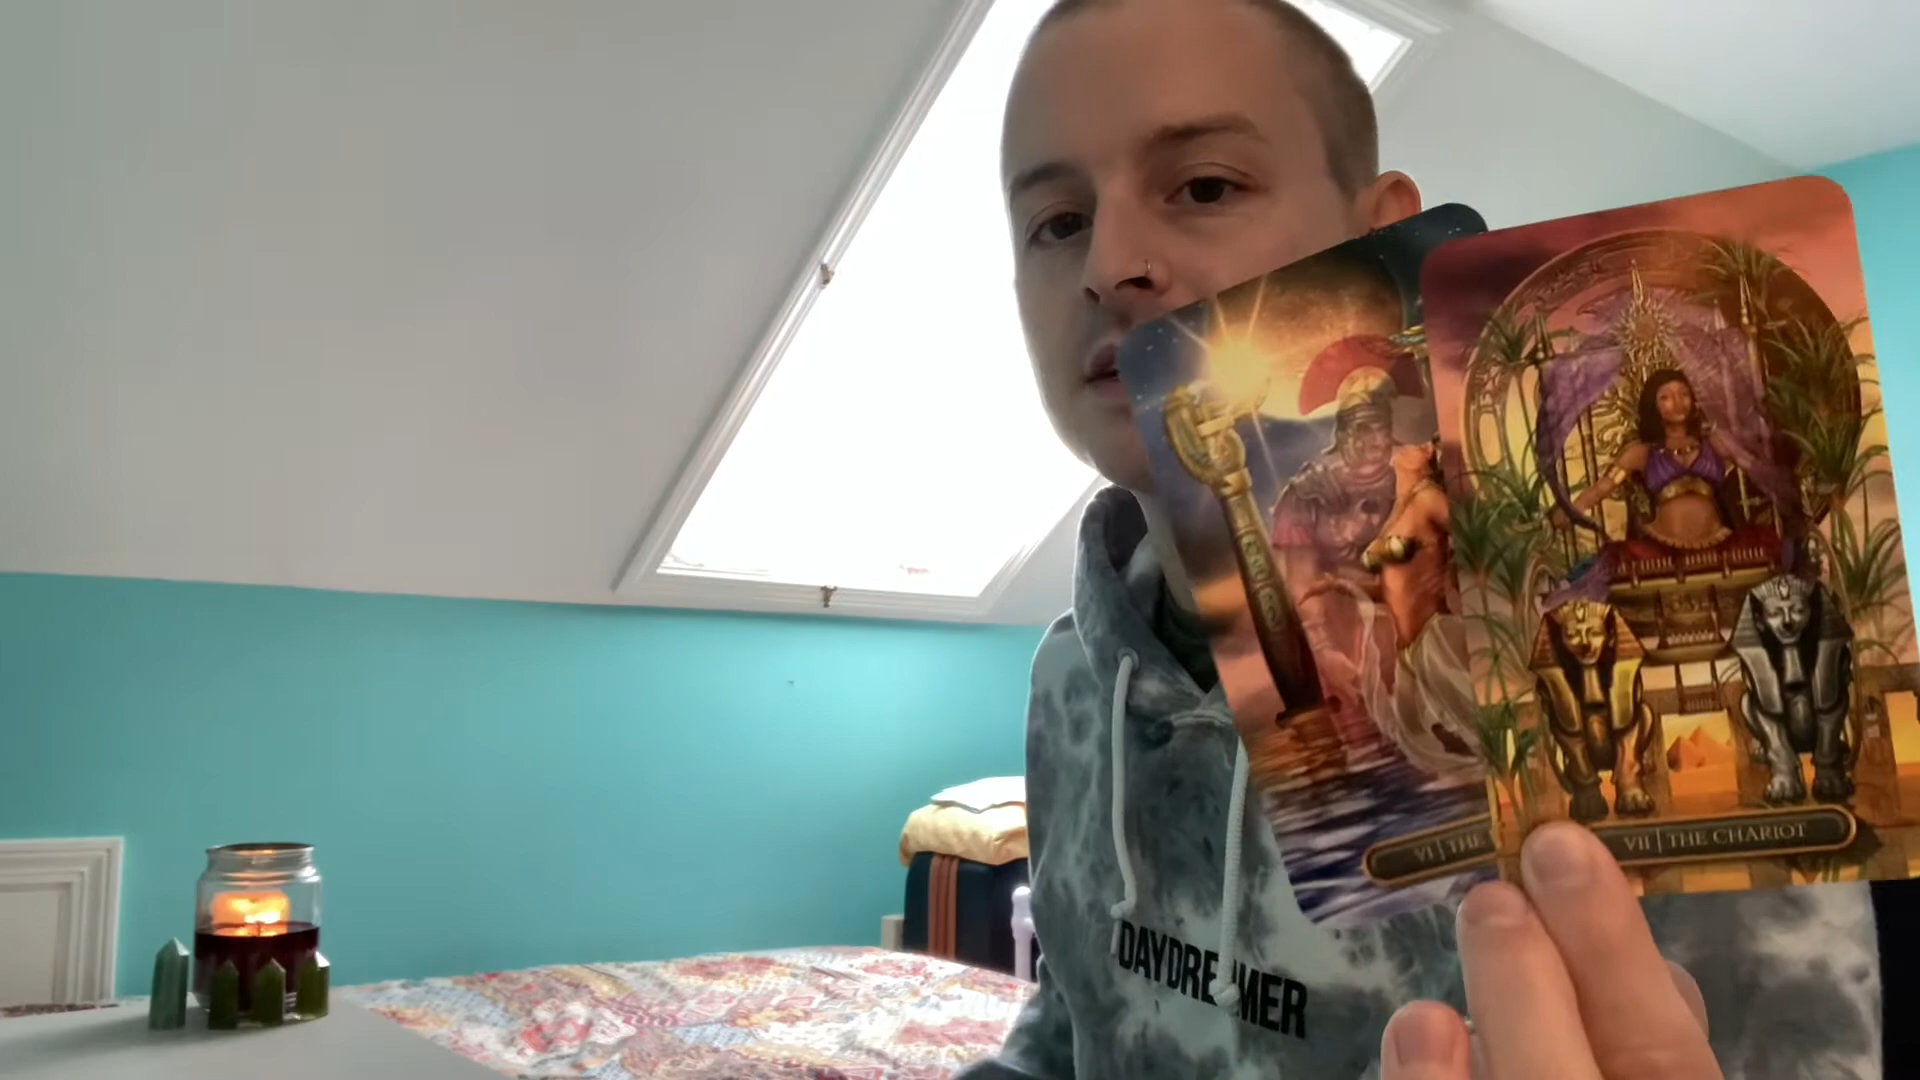 VI | THE
VII | THE CHARIOT
DAYDREAMER